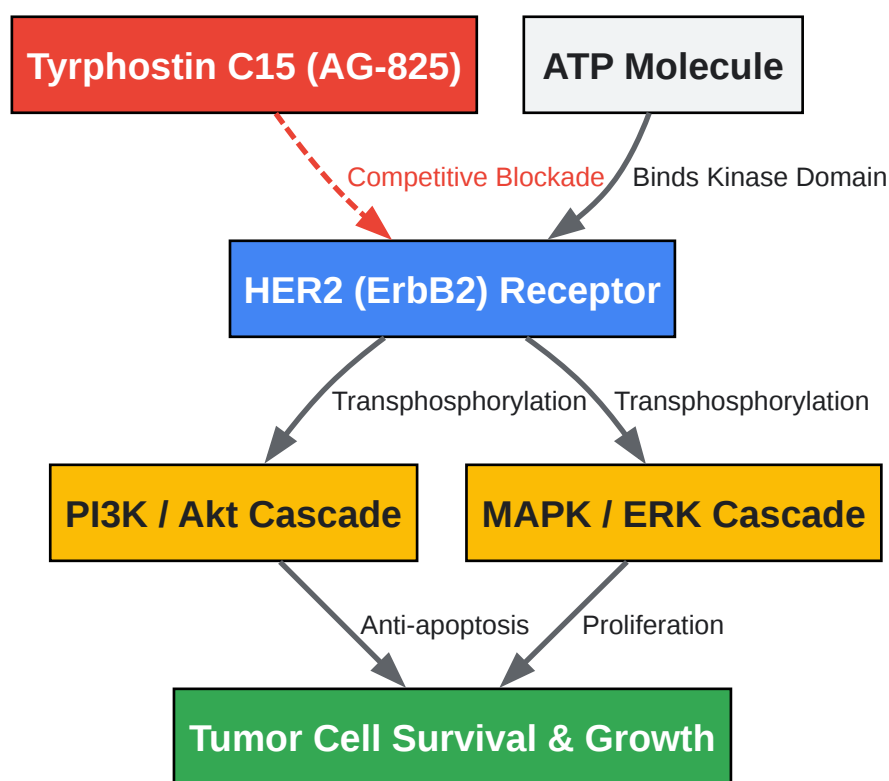 Tyrphostin C15 (AG-825)
ATP Molecule
Competitive Blockade
Binds Kinase Domain
HER2 (ErbB2) Receptor
Transphosphorylation
Transphosphorylation
PI3K / Akt Cascade
MAPK / ERK Cascade
Anti-apoptosis
Proliferation
Tumor Cell Survival & Growth